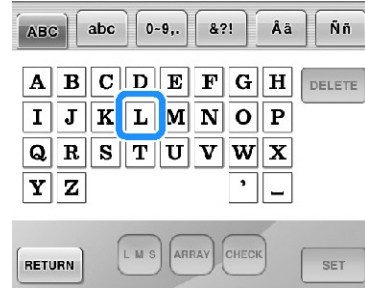 ABC abc 0-9,. &?! Åä Ññ
A B C D E F G H DELETE
I J K L M N O P
Q R S T U V W X
Y Z ' _
RETURN L M S ARRAY CHECK SET